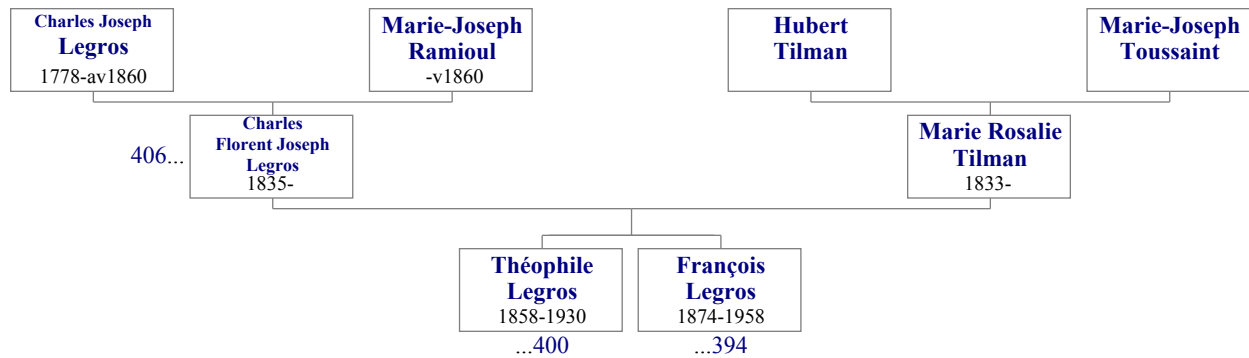 Charles Joseph
Legros
1778-av1860
Marie-Joseph
Ramioul
-v1860
Hubert
Tilman
Marie-Joseph
Toussaint
406...
Charles
Florent Joseph
Legros
1835-
Marie Rosalie
Tilman
1833-
Théophile
Legros
1858-1930
...400
François
Legros
1874-1958
...394